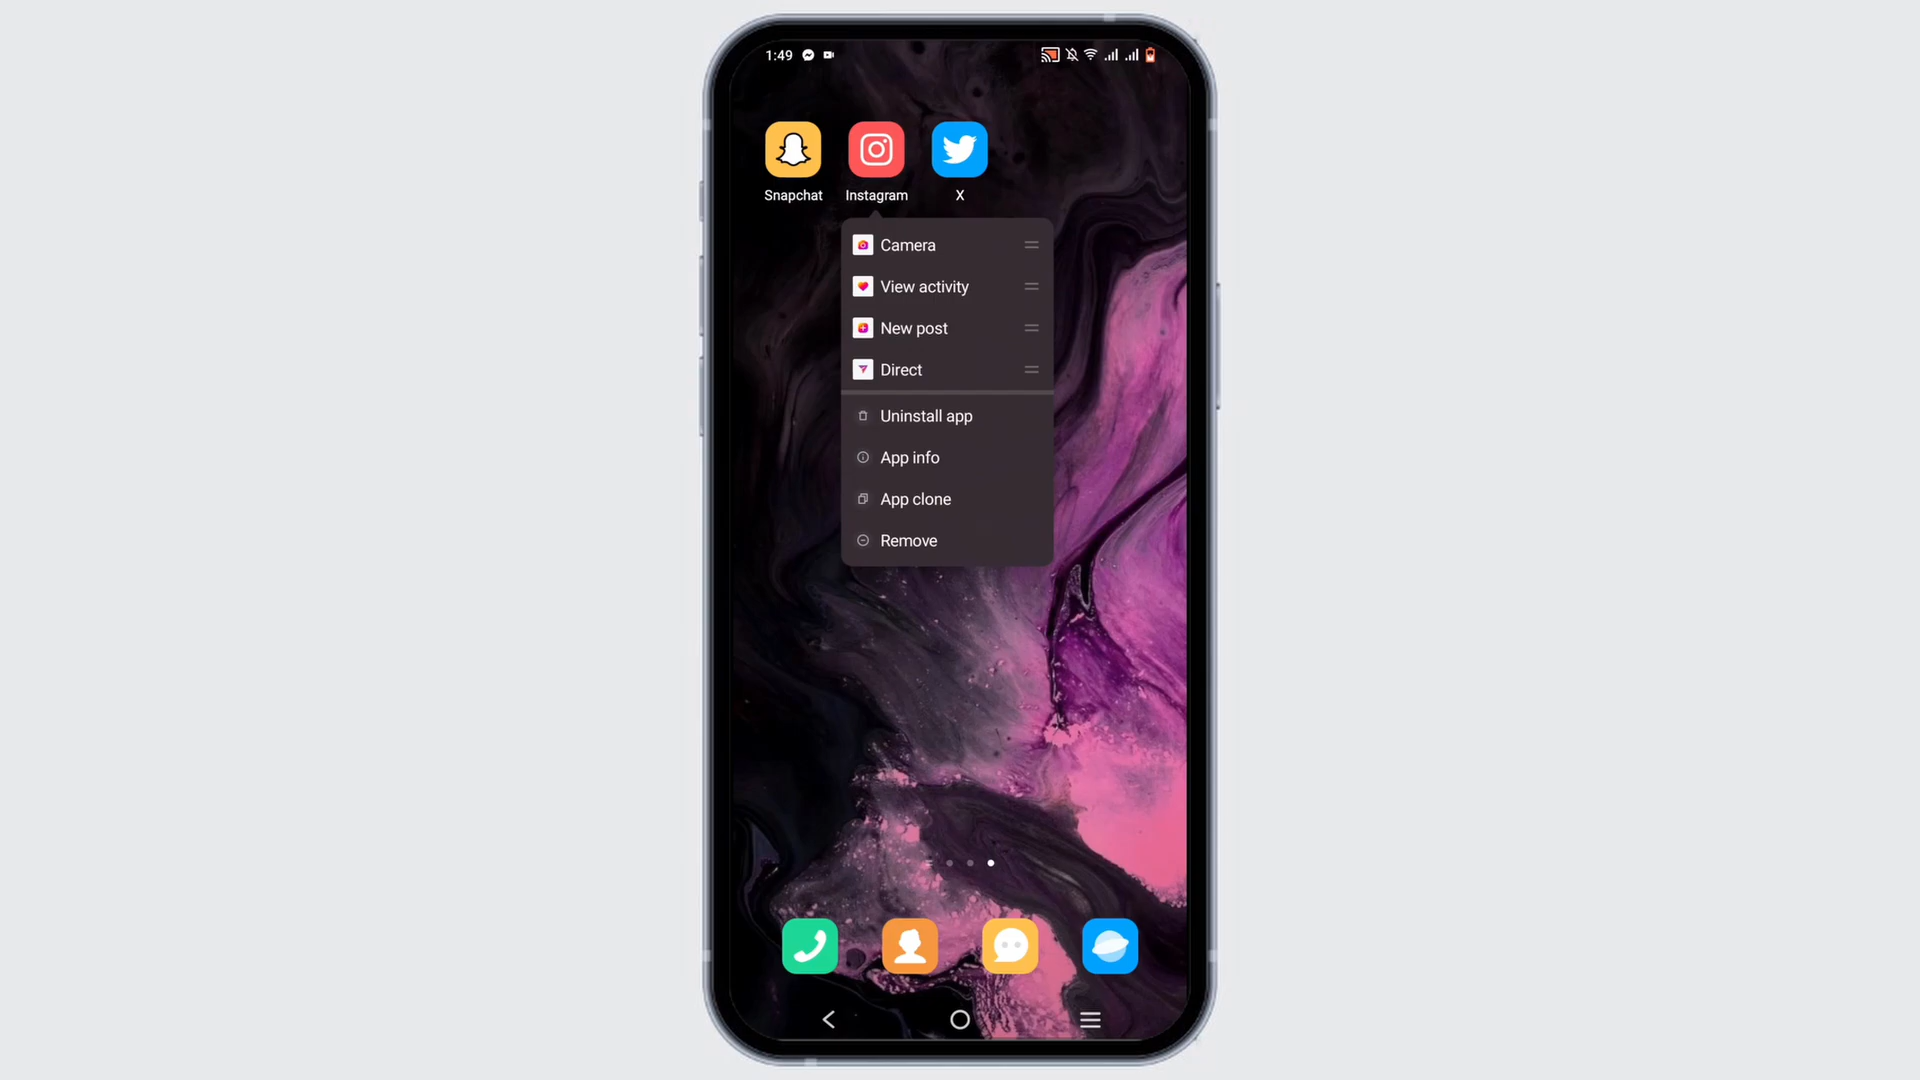 1:49
Snapchat Instagram X
Camera
View activity
New post
Direct
Uninstall app
App info
App clone
Remove